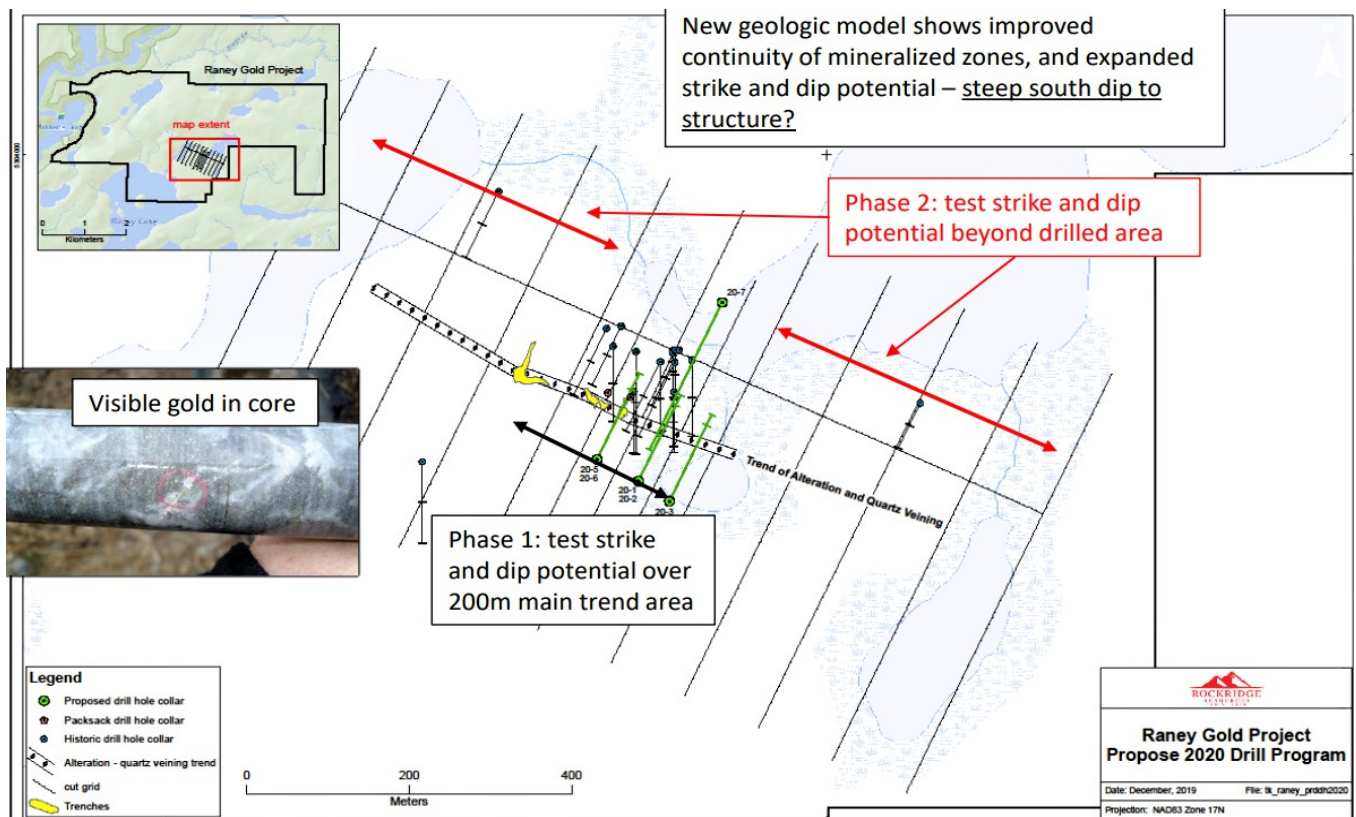 Raney Gold Project
map extent
0 1 2
Kilometers
New geologic model shows improved
continuity of mineralized zones, and expanded
strike and dip potential – steep south dip to
structure?
Phase 2: test strike and dip
potential beyond drilled area
20-7
Visible gold in core
20-5
20-6
20-1
20-2
20-3
Trend of Alteration and Quartz Veining
Phase 1: test strike
and dip potential over
200m main trend area
Legend
Proposed drill hole collar
Packsack drill hole collar
Historic drill hole collar
Alteration - quartz veining trend
cut grid
Trenches
0 200 400
Meters
ROCKRIDGE
Raney Gold Project
Propose 2020 Drill Program
Date: December, 2019 File: tk_raney_prddh2020
Projection: NAD83 Zone 17N